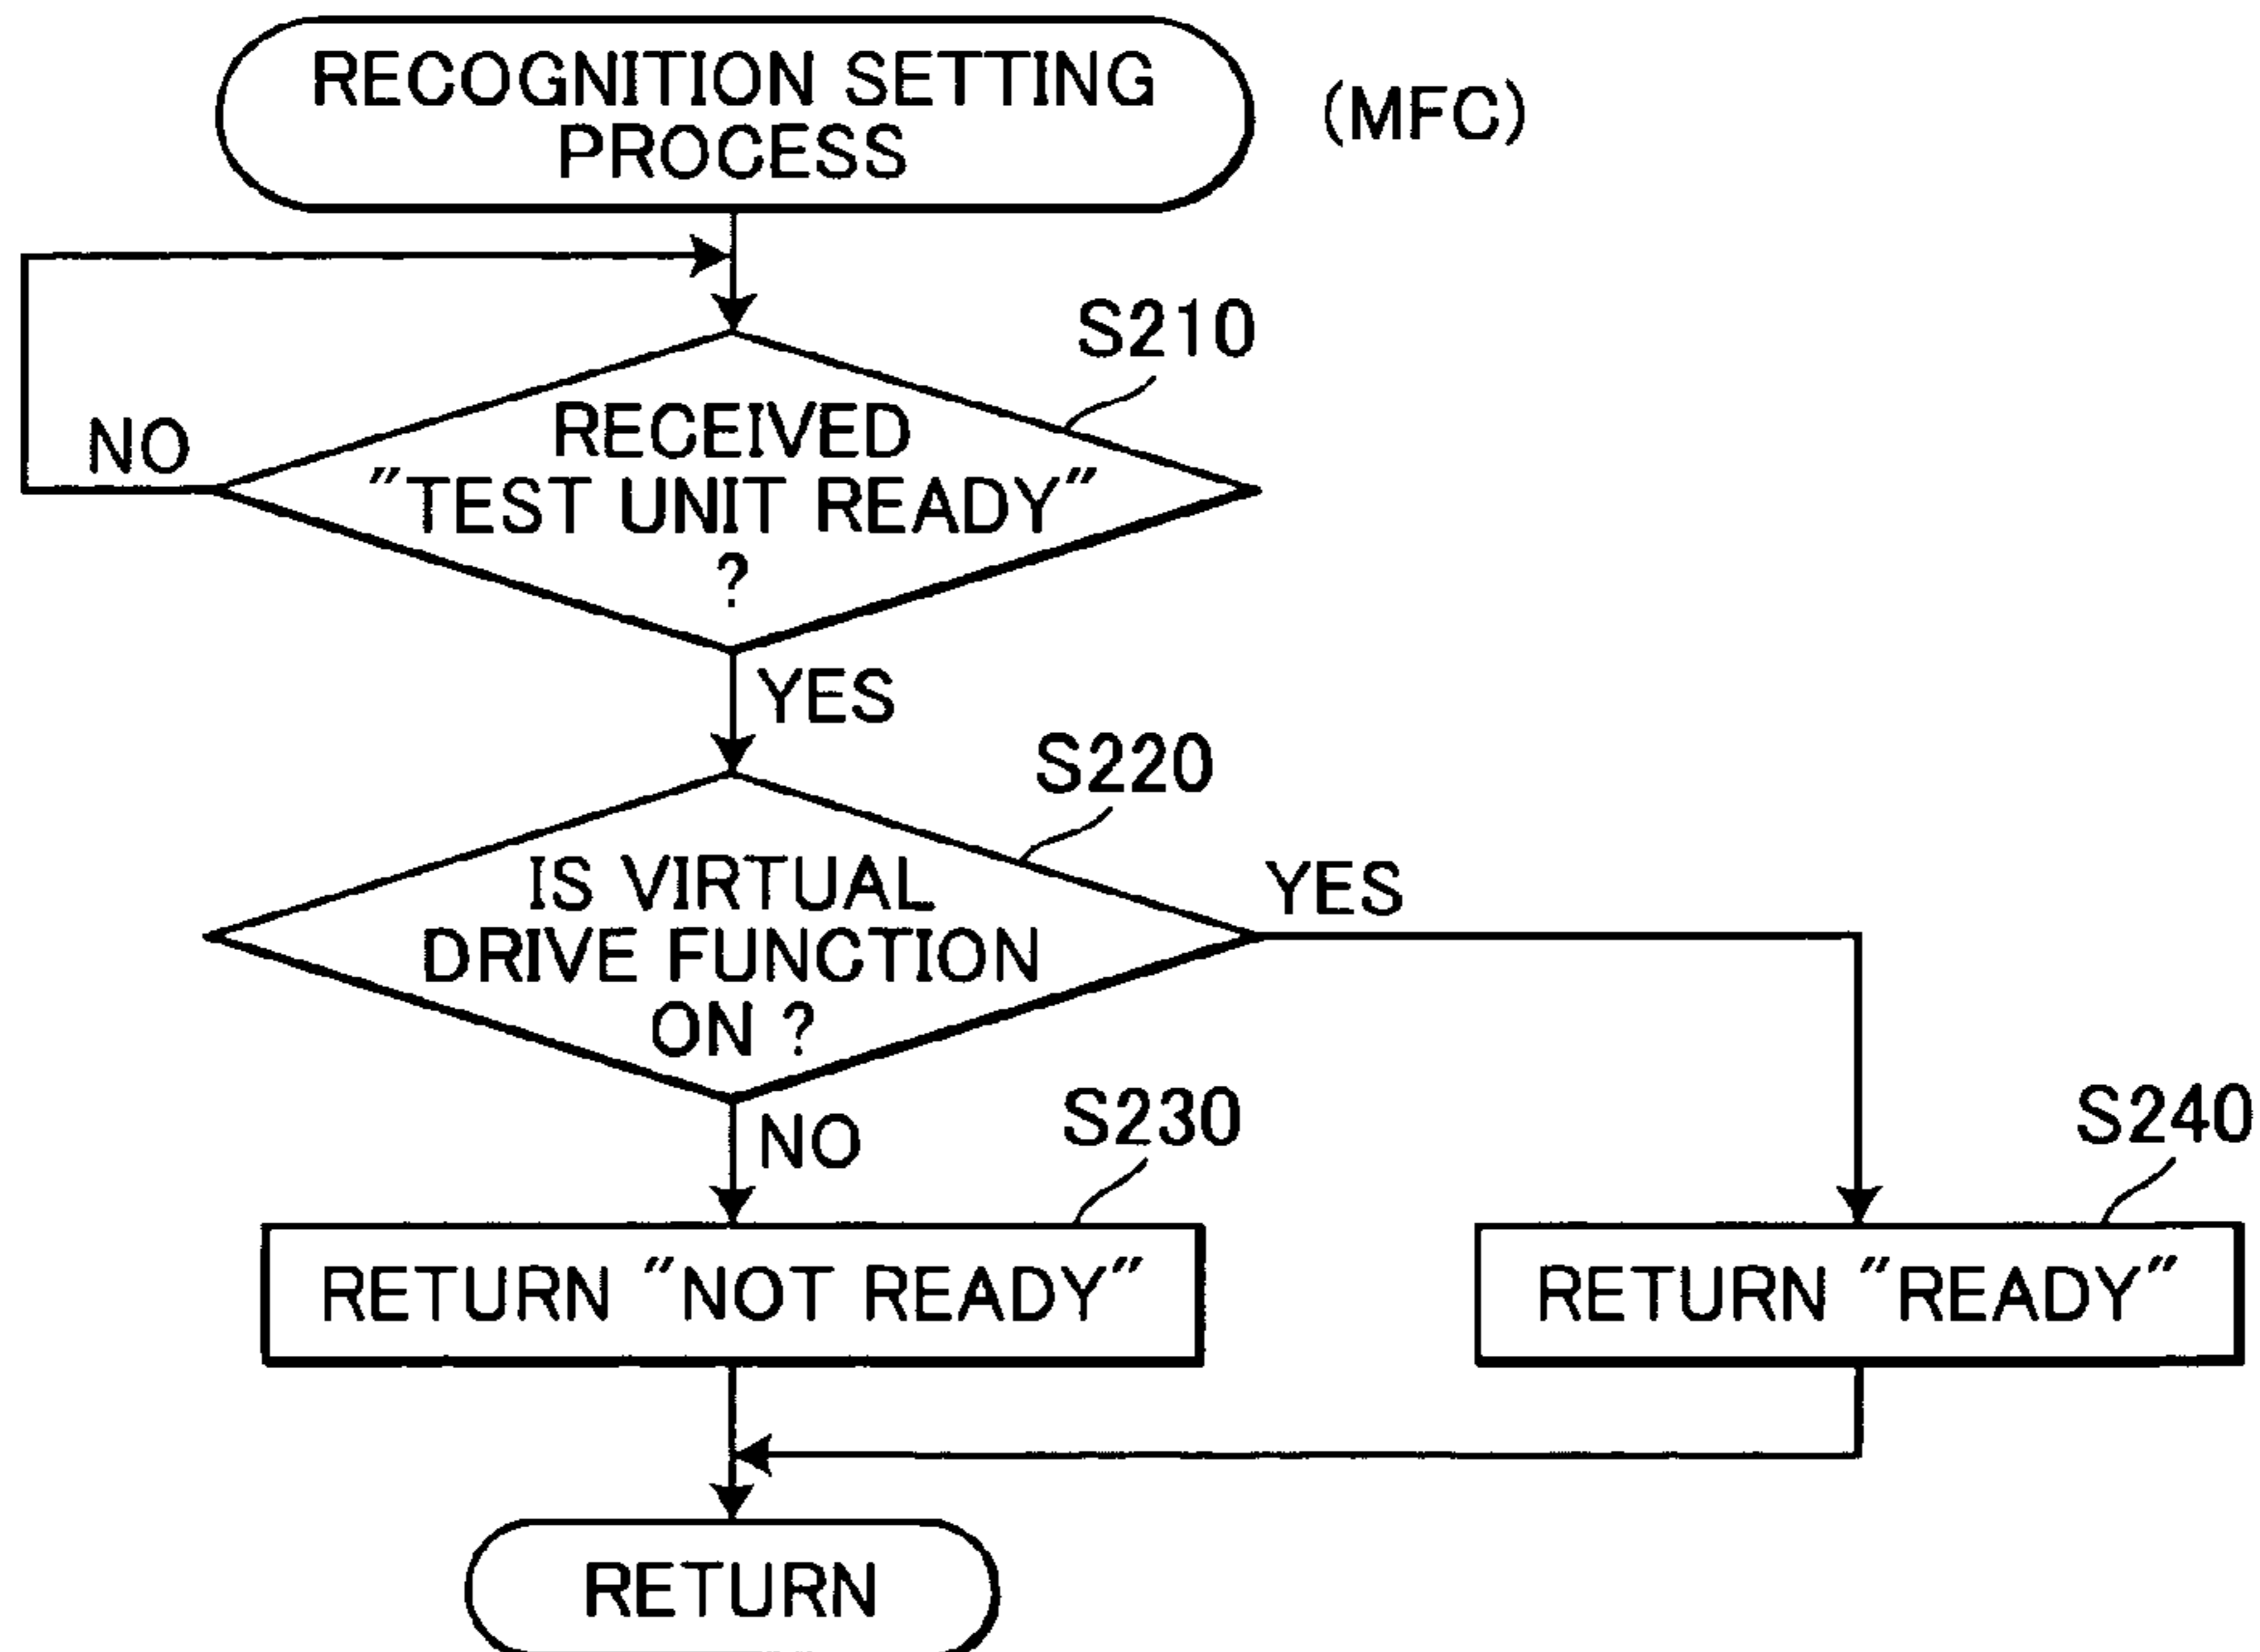 RECOGNITION SETTING
PROCESS
(MFC)
S210
RECEIVED
"TEST UNIT READY"
?
NO
YES
S220
IS VIRTUAL
DRIVE FUNCTION
ON ?
YES
NO
S230
S240
RETURN "NOT READY"
RETURN "READY"
RETURN